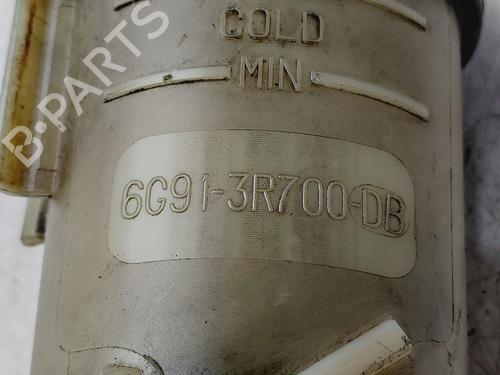 COLD
MIN
6G91-3R700-DB
B-PARTS